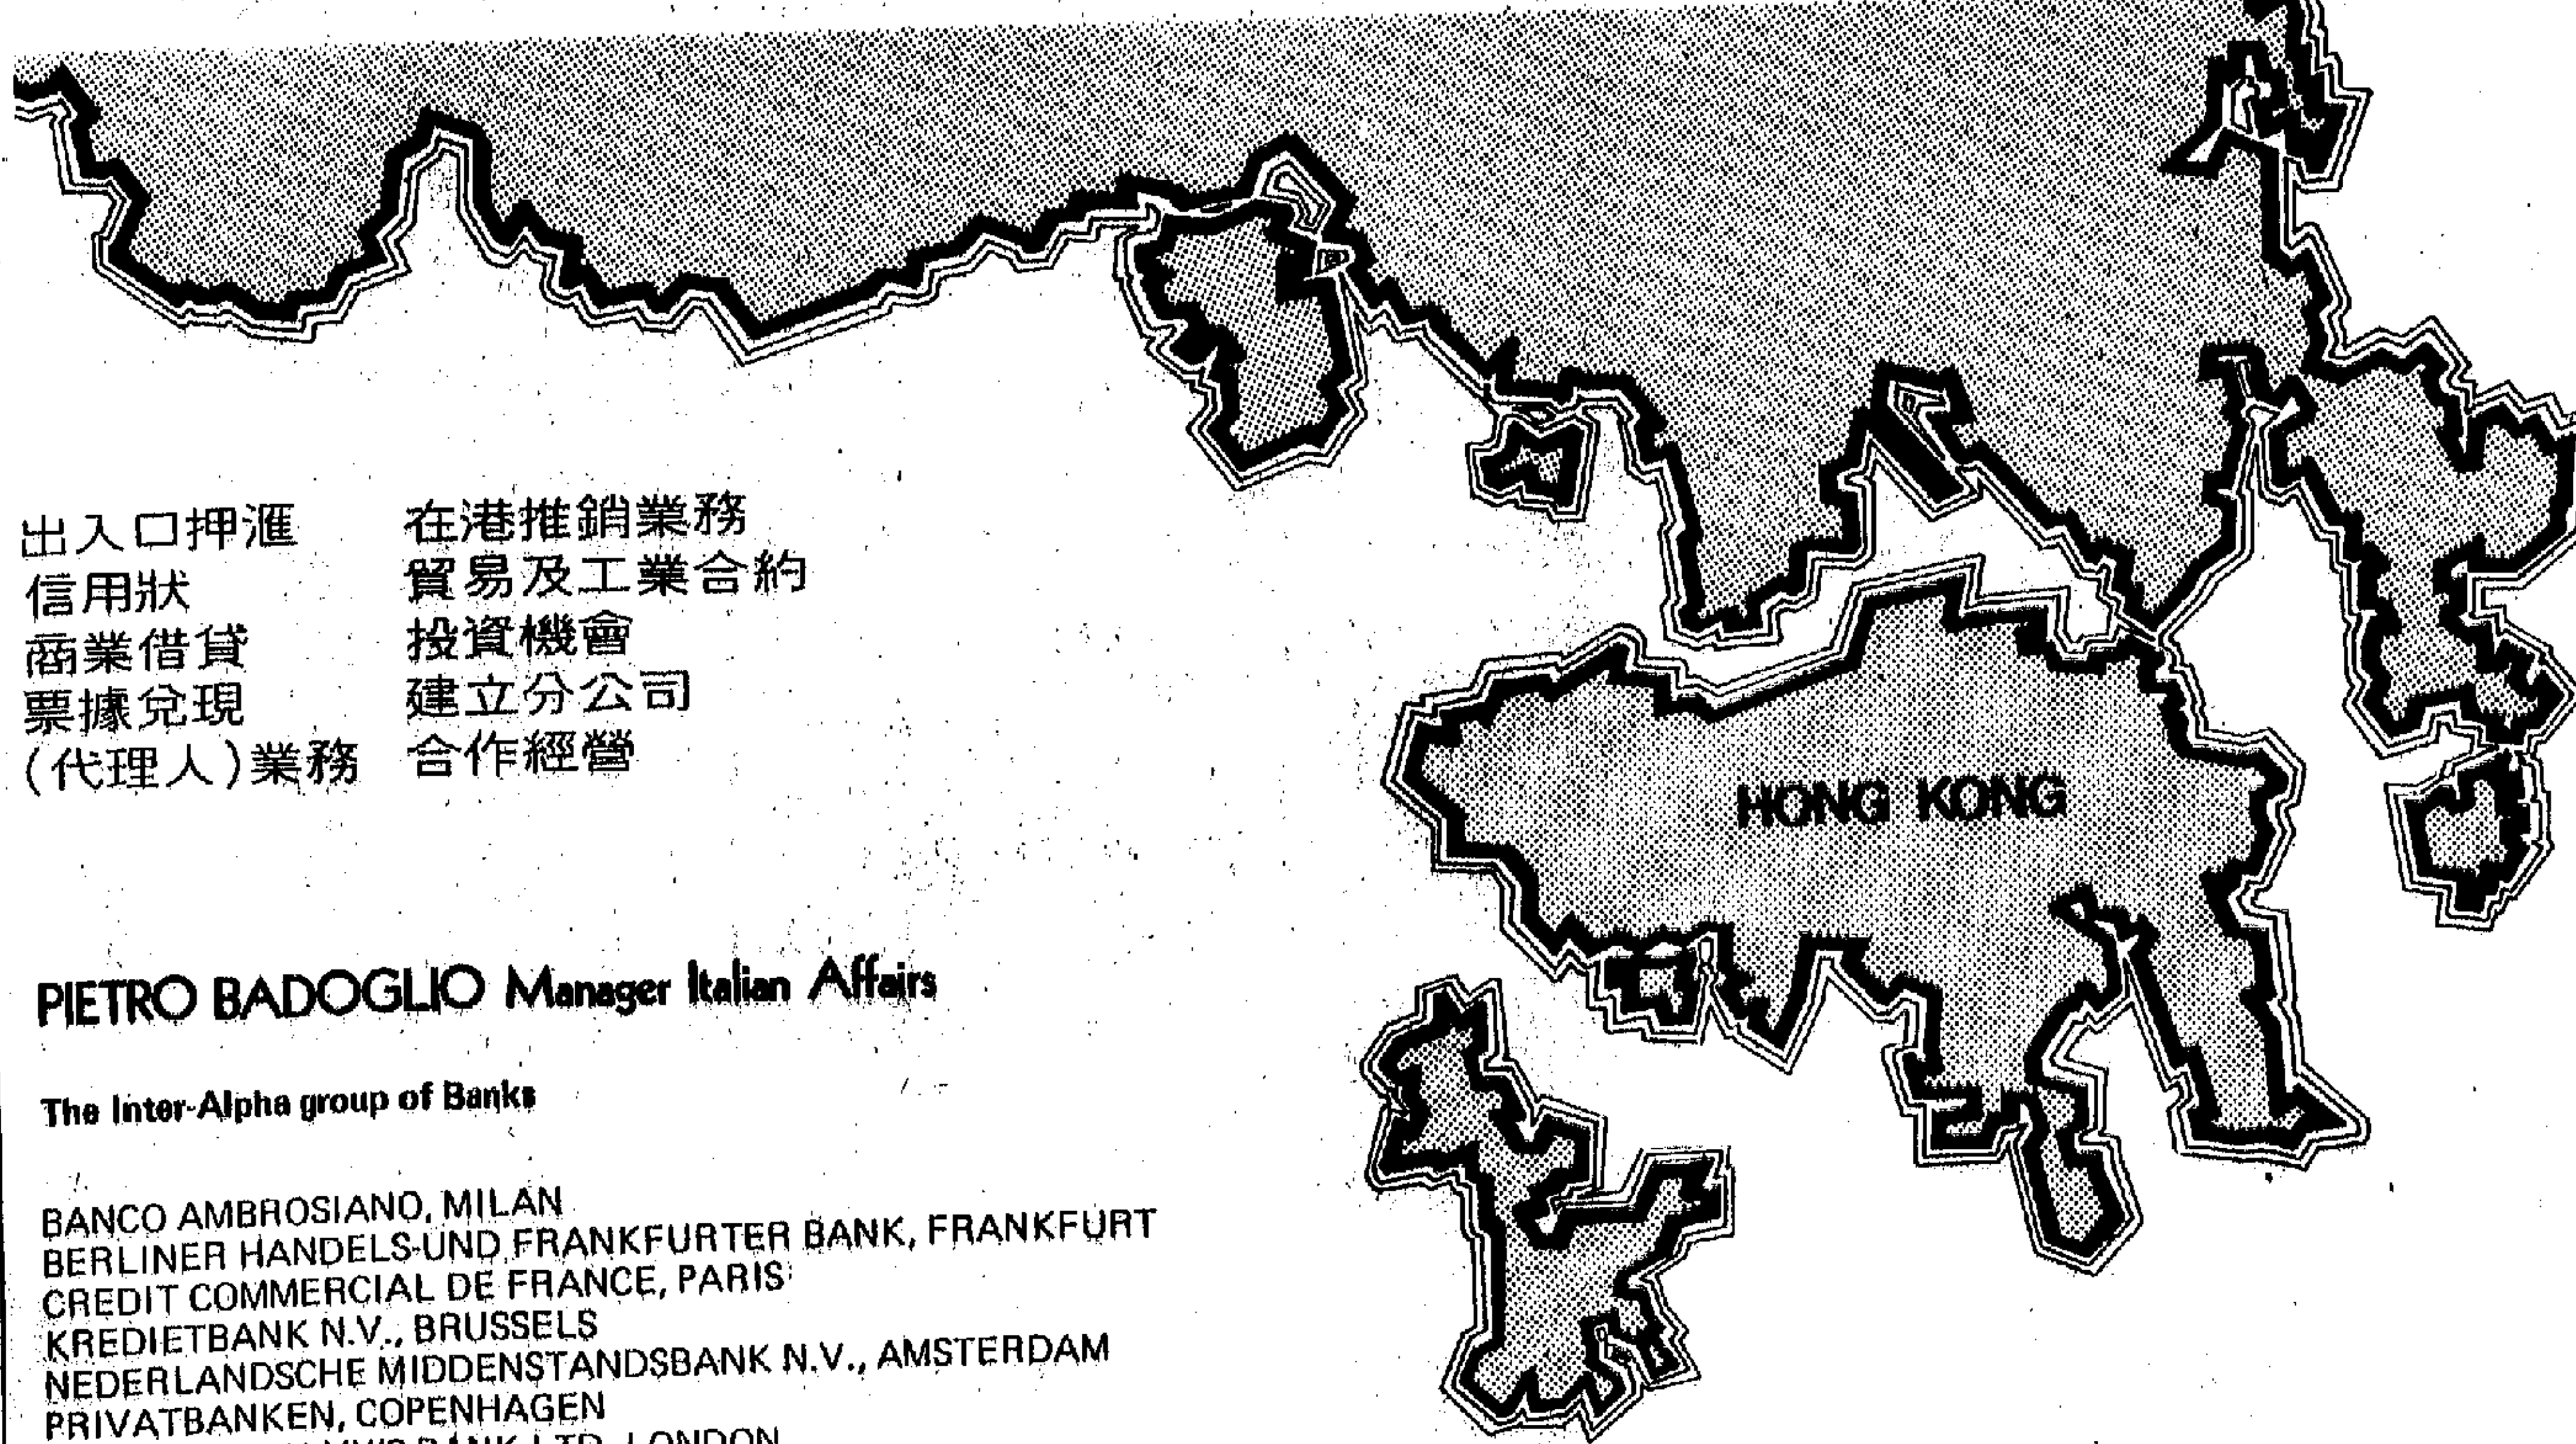 出入口押滙
信用狀
商業借貸
票據兌現
(代理人)業務
在港推銷業務
貿易及工業合約
投資機會
建立分公司
合作經營
HONG KONG
PIETRO BADOGLIO Manager Italian Affairs
The Inter-Alpha group of Banks
BANCO AMBROSIANO, MILAN
BERLINER HANDELS-UND FRANKFURTER BANK, FRANKFURT
CREDIT COMMERCIAL DE FRANCE, PARIS
KREDIETBANK N.V., BRUSSELS
NEDERLANDSCHE MIDDENSTANDSBANK N.V., AMSTERDAM
PRIVATBANKEN, COPENHAGEN
BANK LTD, LONDON